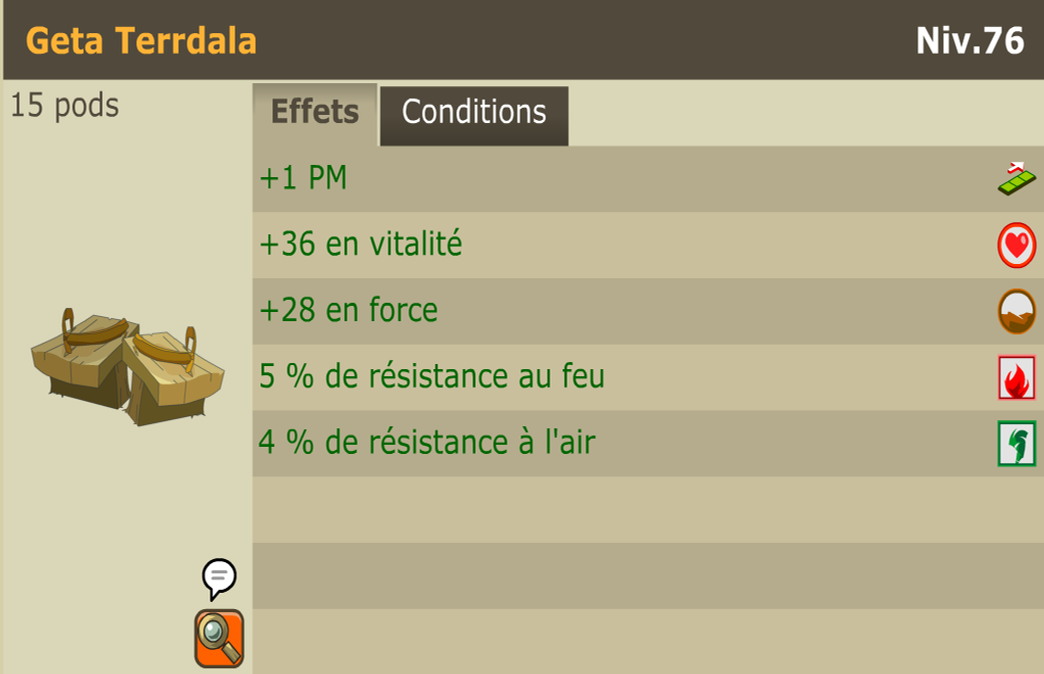 Geta Terrdala
Niv.76
15 pods
Effets
Conditions
+1 PM
+36 en vitalité
+28 en force
5 % de résistance au feu
4 % de résistance à l'air